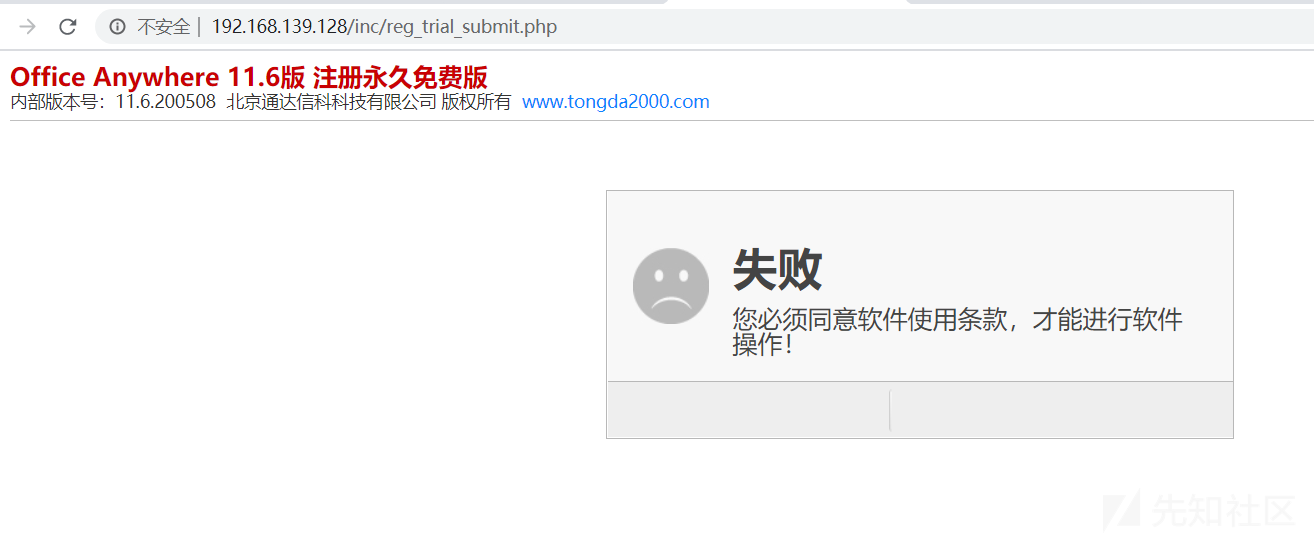 不安全 | 192.168.139.128/inc/reg_trial_submit.php
Office Anywhere 11.6版 注册永久免费版
内部版本号：11.6.200508 北京通达信科科技有限公司 版权所有 www.tongda2000.com
失败
您必须同意软件使用条款，才能进行软件
操作！
先知社区